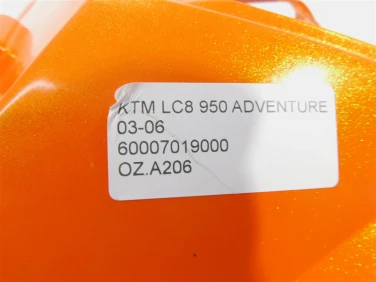 KTM LC8 950 ADVENTURE
03-06
60007019000
OZ.A206